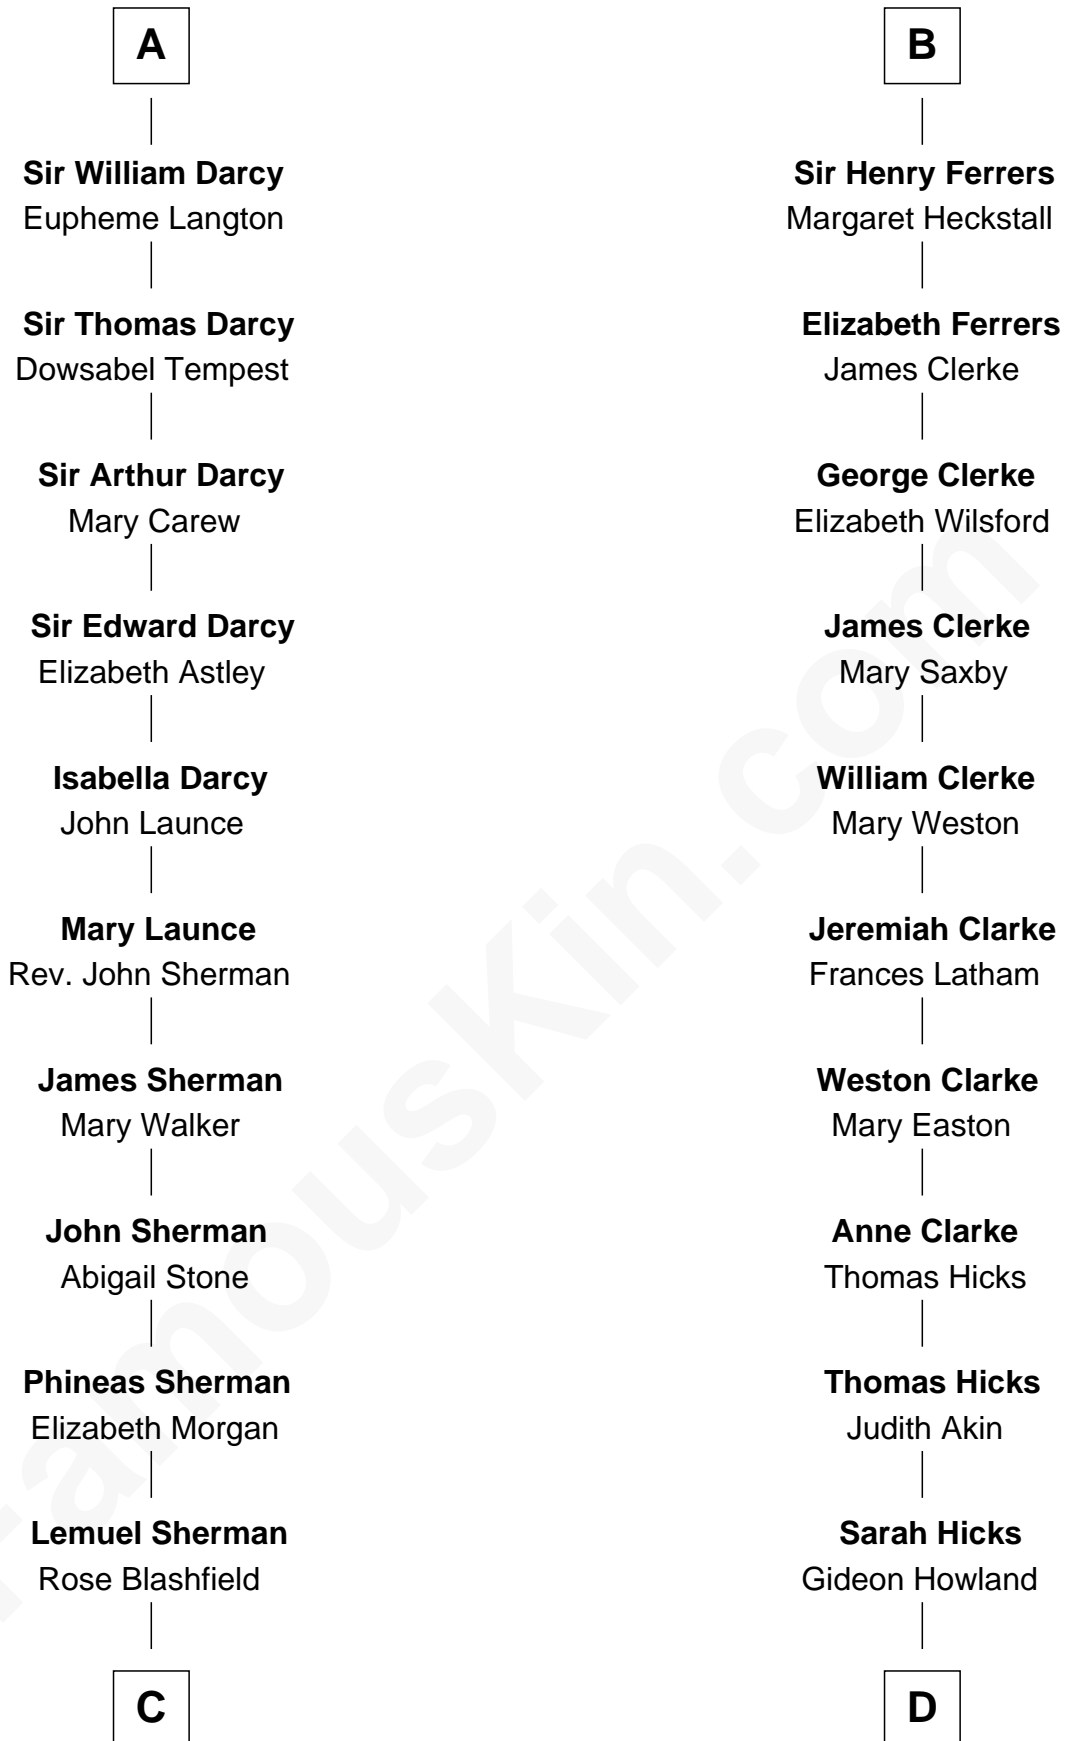 A
Sir William Darcy
Eupheme Langton
Sir Thomas Darcy
Dowsabel Tempest
Sir Arthur Darcy
Mary Carew
Sir Edward Darcy
Elizabeth Astley
Isabella Darcy
John Launce
Mary Launce
Rev. John Sherman
James Sherman
Mary Walker
John Sherman
Abigail Stone
Phineas Sherman
Elizabeth Morgan
Lemuel Sherman
Rose Blashfield
C
B
Sir Henry Ferrers
Margaret Heckstall
Elizabeth Ferrers
James Clerke
George Clerke
Elizabeth Wilsford
James Clerke
Mary Saxby
William Clerke
Mary Weston
Jeremiah Clarke
Frances Latham
Weston Clarke
Mary Easton
Anne Clarke
Thomas Hicks
Thomas Hicks
Judith Akin
Sarah Hicks
Gideon Howland
D
FamousKin.com